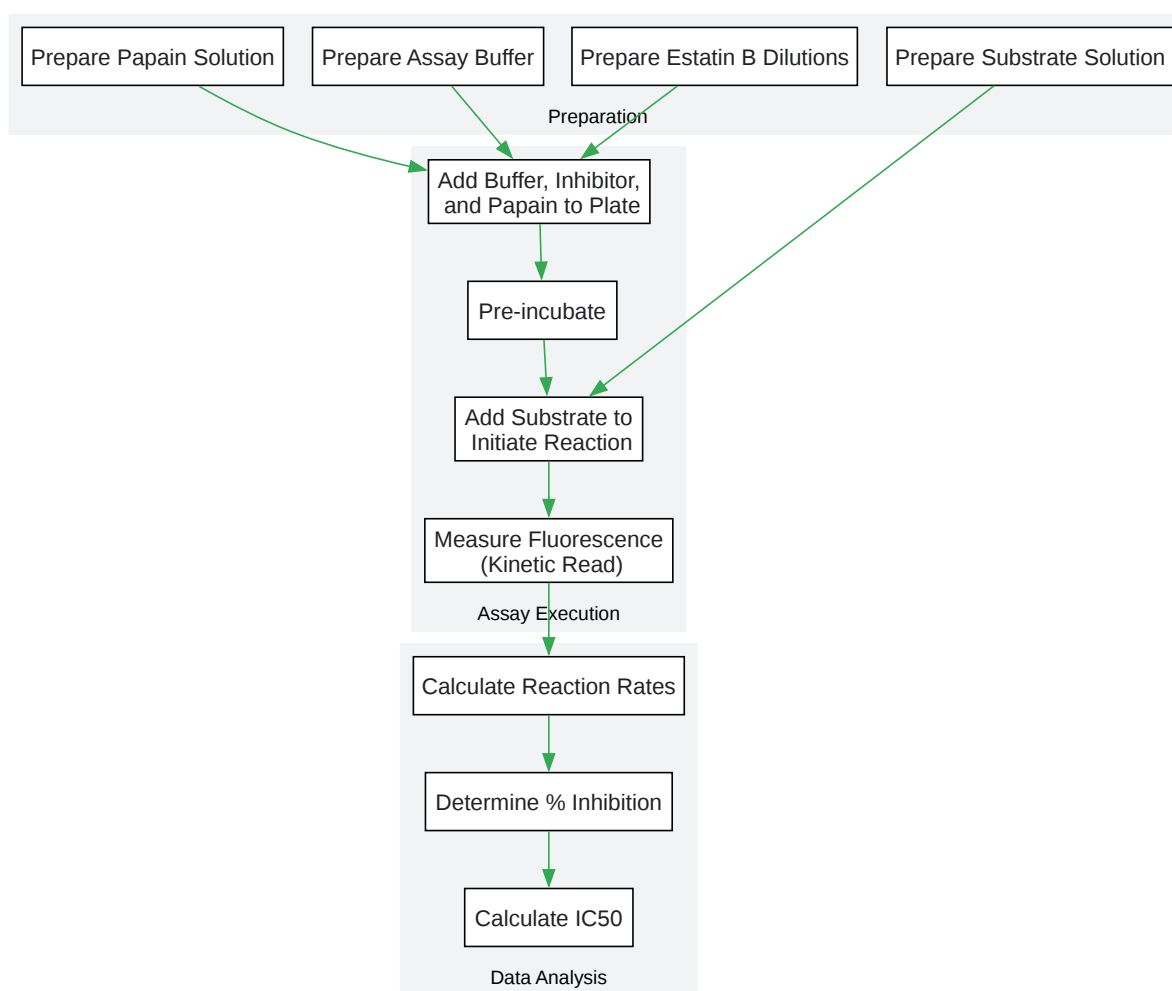 Prepare Papain Solution
Prepare Assay Buffer
Prepare Estatin B Dilutions
Prepare Substrate Solution
Preparation
Add Buffer, Inhibitor,
and Papain to Plate
Pre-incubate
Add Substrate to
Initiate Reaction
Measure Fluorescence
(Kinetic Read)
Assay Execution
Calculate Reaction Rates
Determine % Inhibition
Calculate IC50
Data Analysis